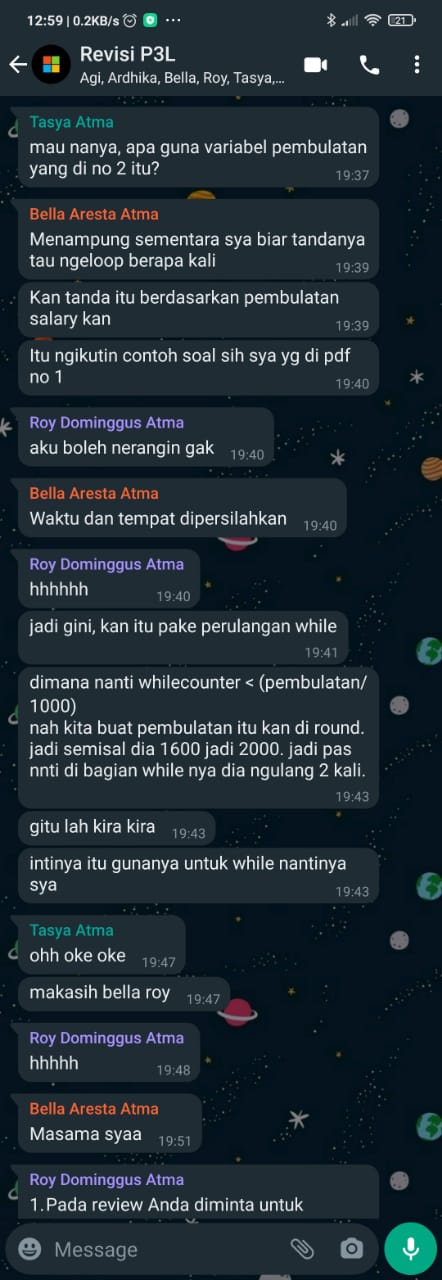 12:59 | 0.2KB/s
21
Revisi P3L
Agi, Ardhika, Bella, Roy, Tasya,...
Tasya Atma
mau nanya, apa guna variabel pembulatan
yang di no 2 itu?
19:37
Bella Aresta Atma
Menampung sementara sya biar tandanya
tau ngeloop berapa kali
19:39
Kan tanda itu berdasarkan pembulatan
salary kan
19:39
Itu ngikutin contoh soal sih sya yg di pdf
no 1
19:40
Roy Dominggus Atma
aku boleh nerangin gak 19:40
Bella Aresta Atma
Waktu dan tempat dipersilahkan 19:40
Roy Dominggus Atma
hhhhhh 19:40
jadi gini, kan itu pake perulangan while
19:41
dimana nanti whilecounter < (pembulatan/
1000)
nah kita buat pembulatan itu kan di round.
jadi semisal dia 1600 jadi 2000. jadi pas
nnti di bagian while nya dia ngulang 2 kali.
19:43
gitu lah kira kira 19:43
intinya itu gunanya untuk while nantinya
sya
19:43
Tasya Atma
ohh oke oke 19:47
makasih bella roy 19:47
Roy Dominggus Atma
hhhhh 19:48
Bella Aresta Atma
Masama syaa 19:51
Roy Dominggus Atma
1.Pada review Anda diminta untuk
Message